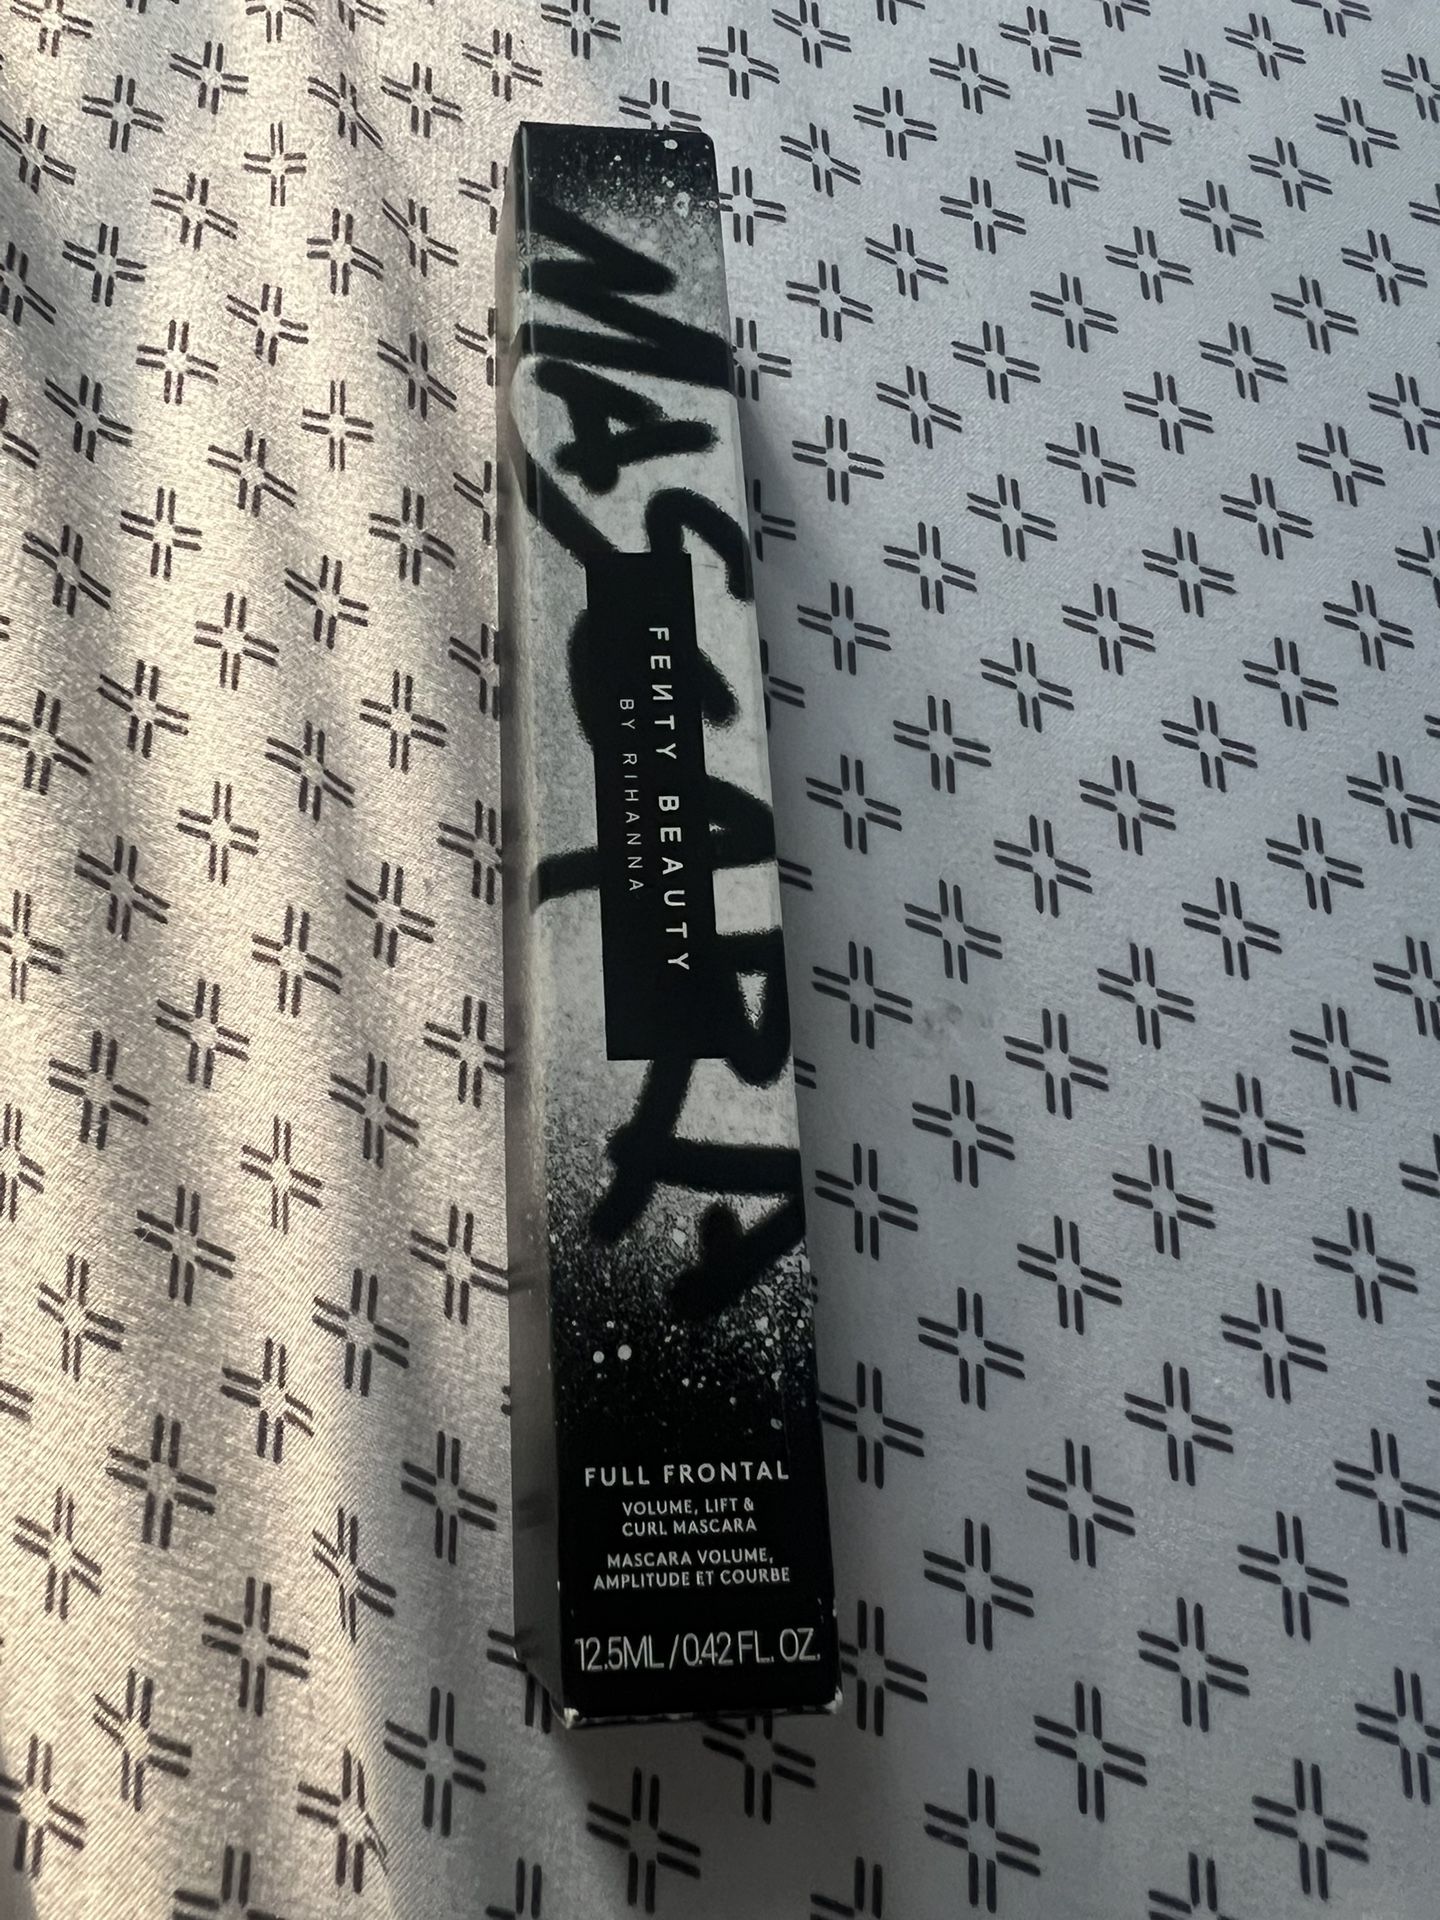 MASCARA
FEИTY BEAUTY
BY RIHANNA
FULL FRONTAL
VOLUME, LIFT &
CURL MASCARA
MASCARA VOLUME,
AMPLITUDE ET COURBE
12.5ML / 0.42 FL. OZ.